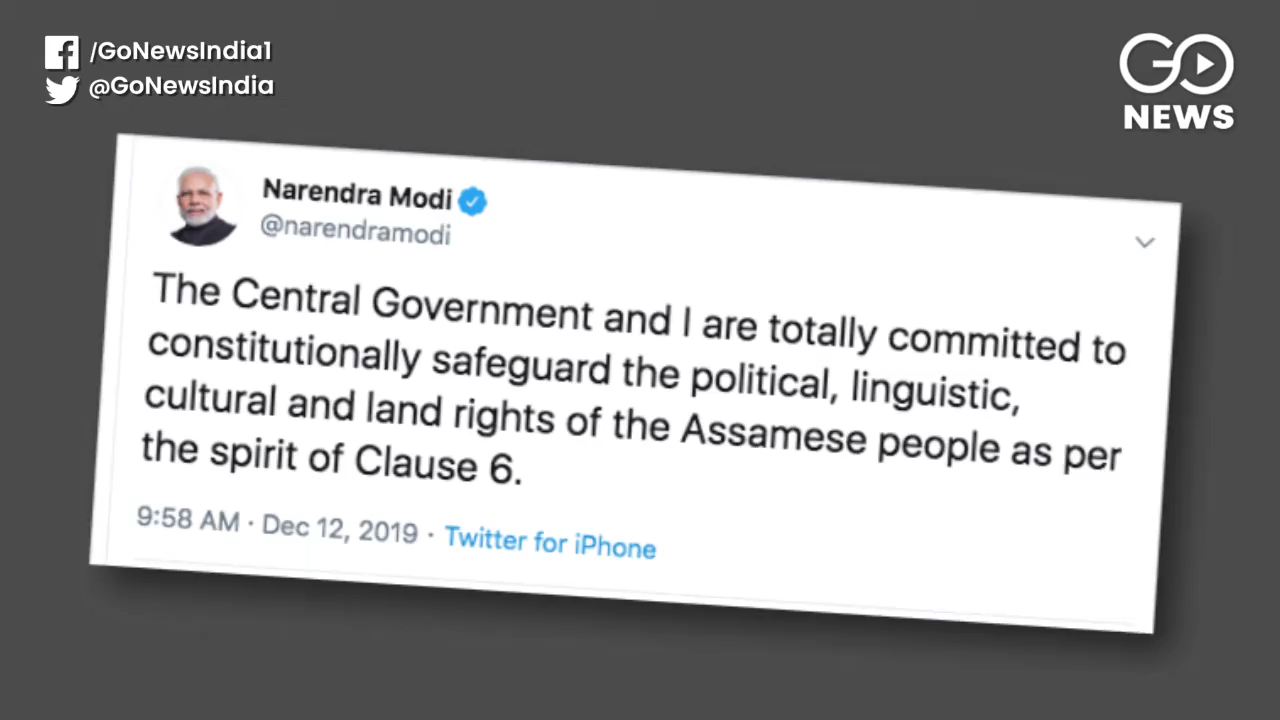 /GoNewsIndia1
@GoNewsIndia
GO
NEWS
Narendra Modi
@narendramodi
The Central Government and I are totally committed to
constitutionally safeguard the political, linguistic,
cultural and land rights of the Assamese people as per
the spirit of Clause 6.
9:58 AM · Dec 12, 2019 · Twitter for iPhone